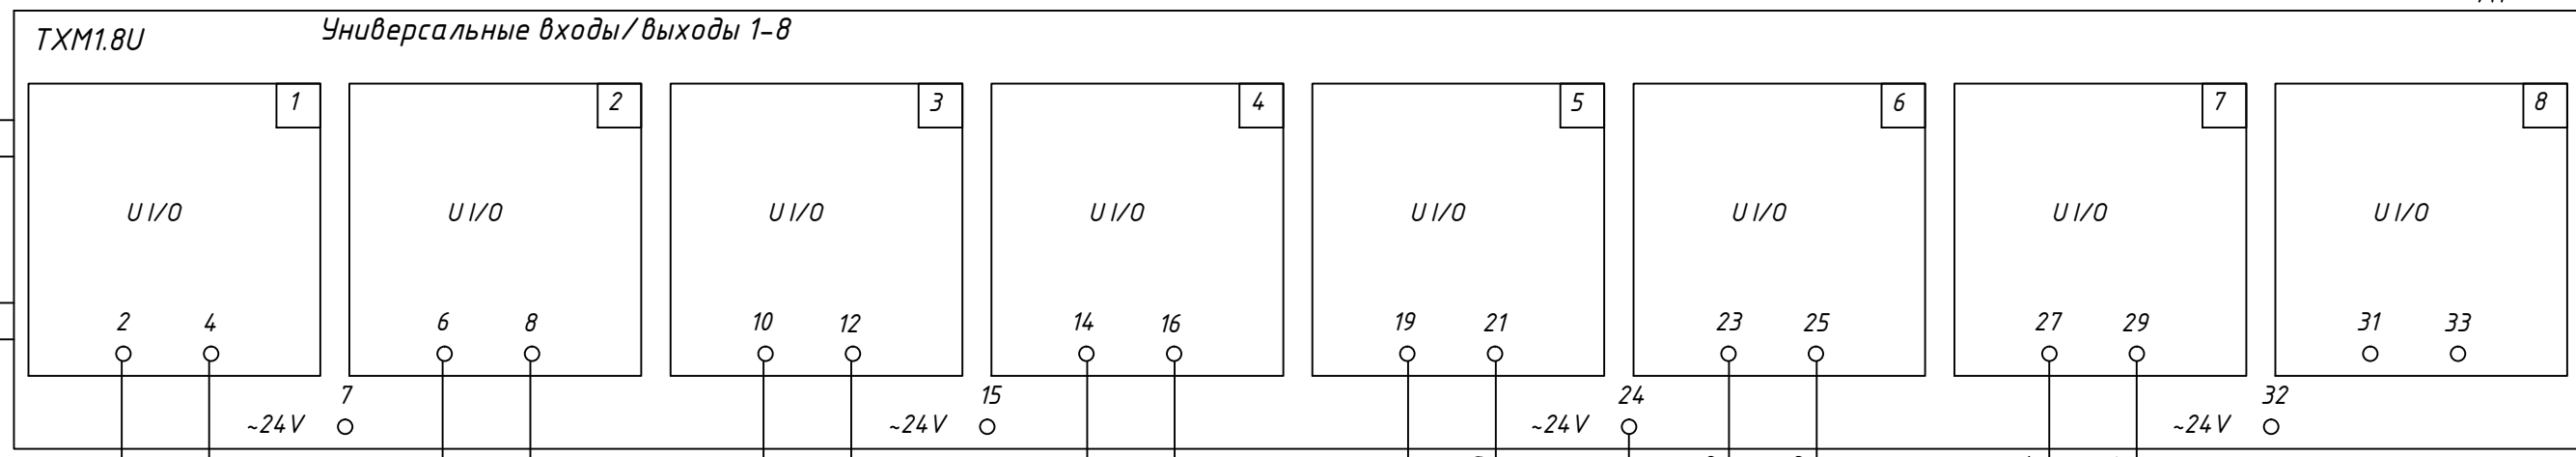 TXM1.8U Универсальные входы/выходы 1-8
1 2 3 4 5 6 7 8
U I/O U I/O U I/O U I/O U I/O U I/O U I/O U I/O
2 4 6 8 10 12 14 16 19 21 23 25 27 29 31 33
7 15 24 32
~24V ~24V ~24V ~24V